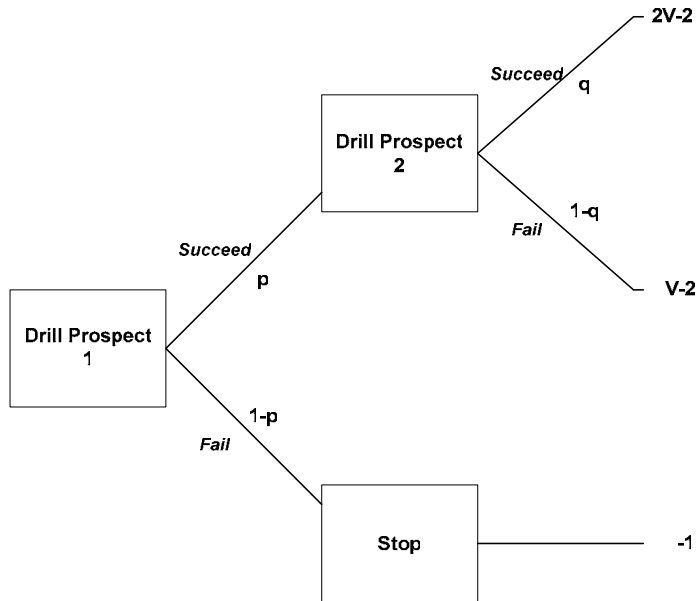 2V-2
Succeed
q
Drill Prospect
2
1-q
Fail
Succeed
p
V-2
Drill Prospect
1
1-p
Fail
Stop
-1